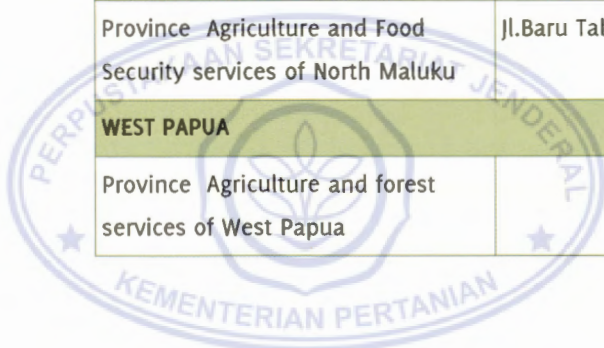 Province Agriculture and Food Jl.Baru
Security services of North Maluku
WEST PAPUA
Province Agriculture and forest
services of West Papua
PERPUSTAKAAN SEKRETARIAT JENDERAL
KEMENTERIAN PERTANIAN